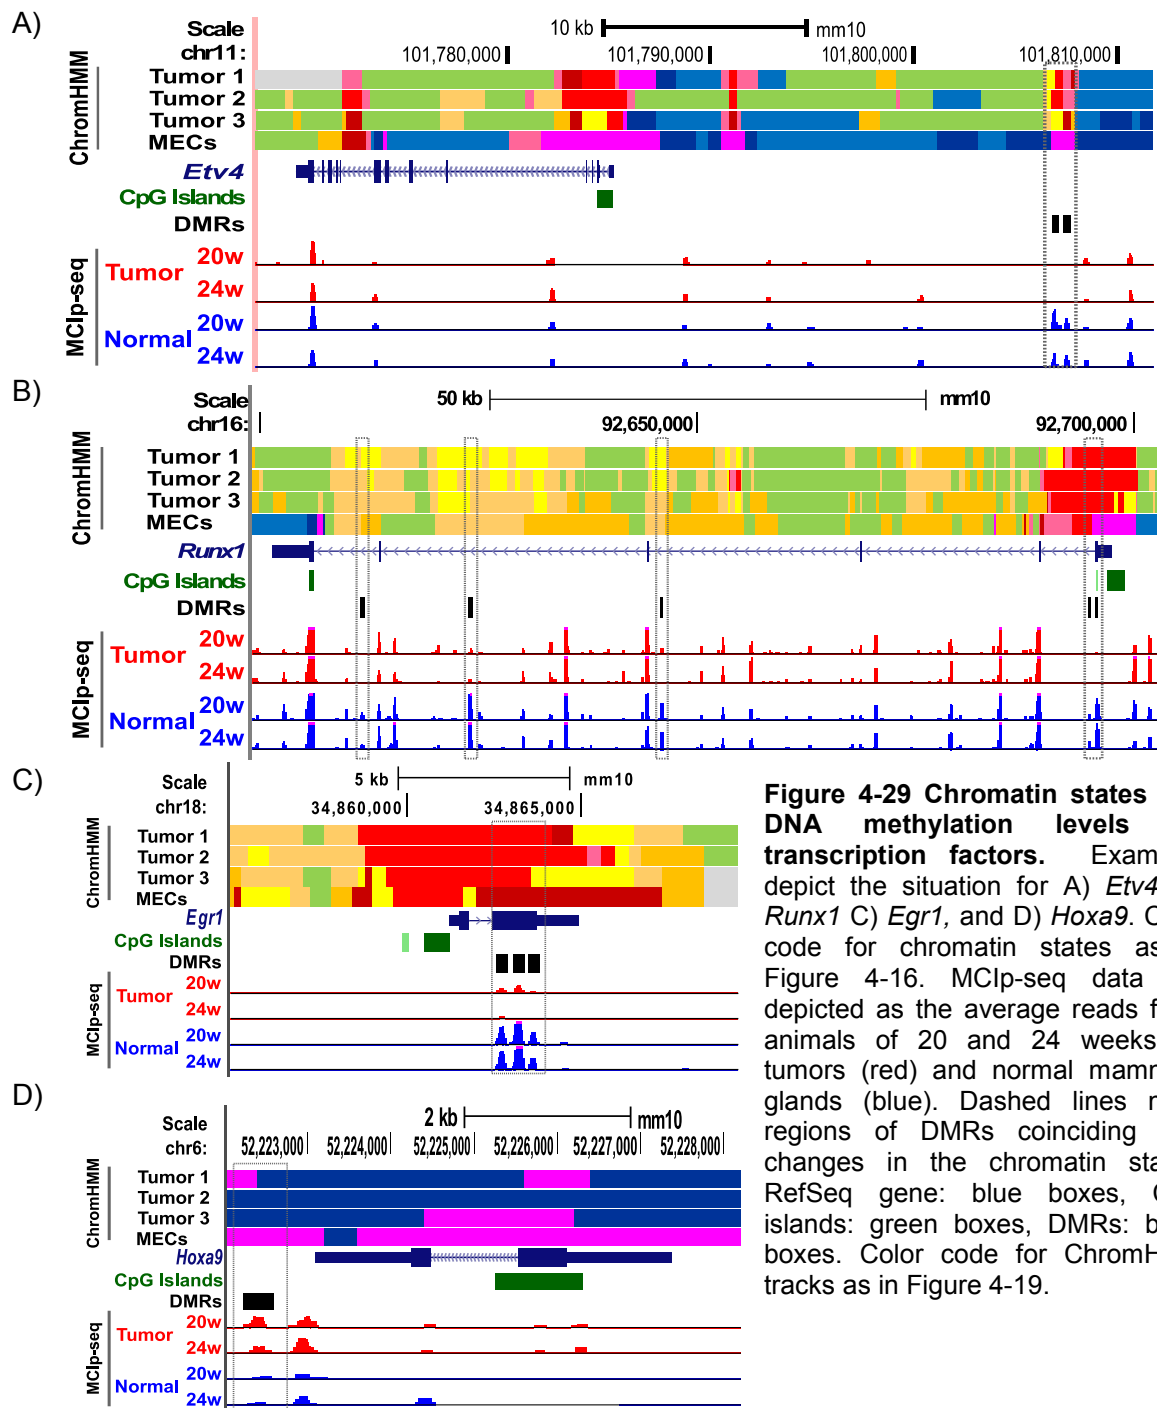 A)
Scale 10 kb mm10
chr11: 101,780,000 101,790,000 101,800,000 101,810,000
ChromHMM
Tumor 1
Tumor 2
Tumor 3
MECs
Etv4
CpG Islands
DMRs
MCIp-seq
Tumor 20w
24w
Normal 20w
24w
B)
Scale 50 kb mm10
chr16: 92,650,000 92,700,000
ChromHMM
Tumor 1
Tumor 2
Tumor 3
MECs
Runx1
CpG Islands
DMRs
MCIp-seq
Tumor 20w
24w
Normal 20w
24w
C)
Scale 5 kb mm10
chr18: 34,860,000 34,865,000
ChromHMM
Tumor 1
Tumor 2
Tumor 3
MECs
Egr1
CpG Islands
DMRs
MCIp-seq
Tumor 20w
24w
Normal 20w
24w
D)
Scale 2 kb mm10
chr6: 52,223,000 52,224,000 52,225,000 52,226,000 52,227,000 52,228,000
ChromHMM
Tumor 1
Tumor 2
Tumor 3
MECs
Hoxa9
CpG Islands
DMRs
MCIp-seq
Tumor 20w
24w
Normal 20w
24w
Figure 4-29 Chromatin states
DNA methylation levels
transcription factors. Exam
depict the situation for A) Etv4
Runx1 C) Egr1, and D) Hoxa9. C
code for chromatin states as
Figure 4-16. MCIp-seq data
depicted as the average reads f
animals of 20 and 24 weeks
tumors (red) and normal mamm
glands (blue). Dashed lines
regions of DMRs coinciding
changes in the chromatin sta
RefSeq gene: blue boxes,
islands: green boxes, DMRs: b
boxes. Color code for ChromH
tracks as in Figure 4-19.